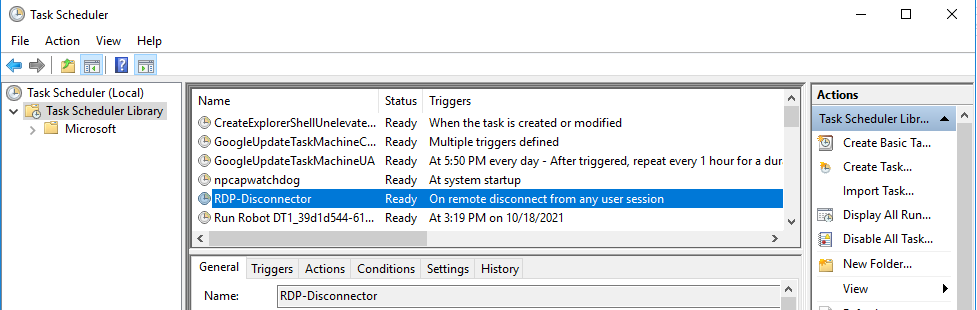 Task Scheduler
File Action View Help
Task Scheduler (Local)
Task Scheduler Library
Microsoft
Name Status Triggers
CreateExplorerShellUnelevate... Ready When the task is created or modified
GoogleUpdateTaskMachineC... Ready Multiple triggers defined
GoogleUpdateTaskMachineUA Ready At 5:50 PM every day - After triggered, repeat every 1 hour for a dur
npcapwatchdog Ready At system startup
RDP-Disconnector Ready On remote disconnect from any user session
Run Robot DT1_39d1d544-61... Ready At 3:19 PM on 10/18/2021
General Triggers Actions Conditions Settings History
Name: RDP-Disconnector
Actions
Task Scheduler Libr...
Create Basic Ta...
Create Task...
Import Task...
Display All Run...
Disable All Task...
New Folder...
View